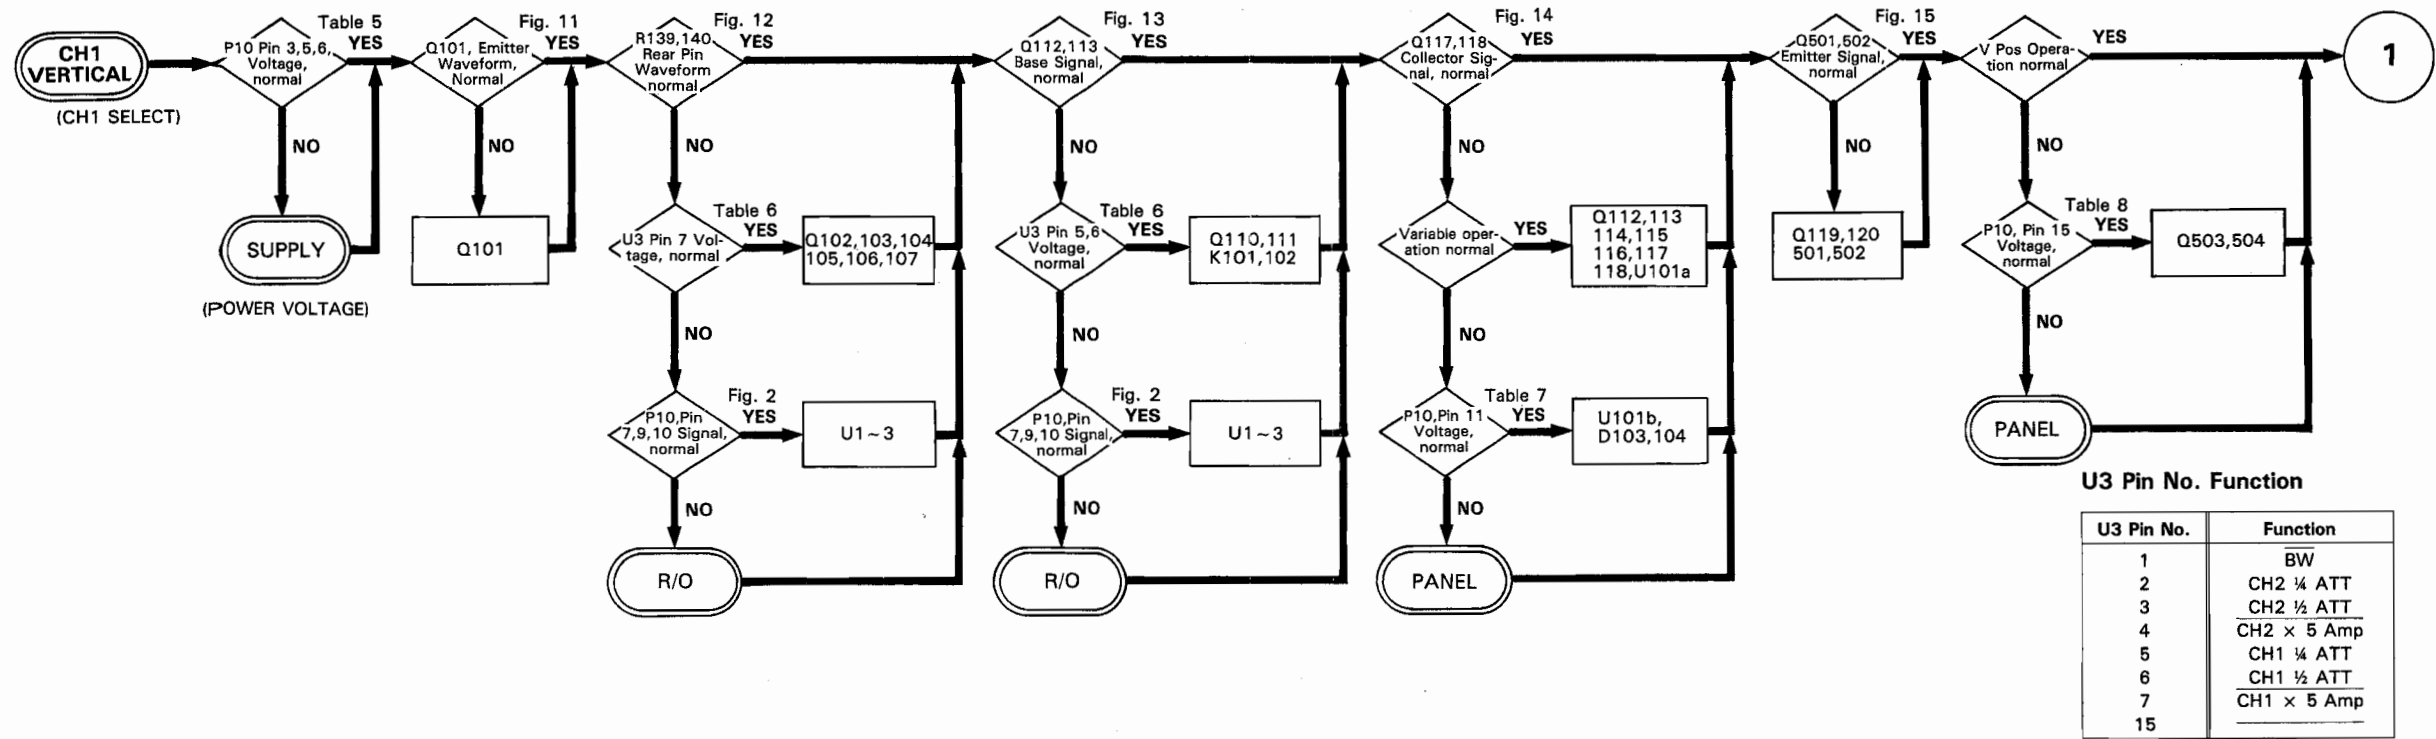 CH1
VERTICAL
(CH1 SELECT)
P10 Pin 3,5,6,
Voltage,
normal
Table 5
YES
NO
SUPPLY
(POWER VOLTAGE)
Q101, Emitter
Waveform,
Normal
Fig. 11
YES
NO
Q101
R139,140
Rear Pin
Waveform
normal
Fig. 12
YES
NO
U3 Pin 7 Vol-
tage, normal
Table 6
YES
Q102,103,104
105,106,107
NO
P10,Pin
7,9,10 Signal,
normal
Fig. 2
YES
U1~3
NO
R/O
Q112,113
Base Signal,
normal
Fig. 13
YES
NO
U3 Pin 5,6
Voltage,
normal
Table 6
YES
Q110,111
K101,102
NO
P10,Pin
7,9,10 Signal,
normal
Fig. 2
YES
U1~3
NO
R/O
Q117,118
Collector Sig-
nal, normal
Fig. 14
YES
NO
Variable oper-
ation normal
YES
Q112,113
114,115
116,117
118,U101a
NO
P10,Pin 11
Voltage,
normal
Table 7
YES
U101b,
D103,104
NO
PANEL
Q501,502
Emitter Signal,
normal
Fig. 15
YES
NO
Q119,120
501,502
V Pos Opera-
tion normal
YES
NO
P10, Pin 15
Voltage,
normal
Table 8
YES
Q503,504
NO
PANEL
1
U3 Pin No. Function
U3 Pin No. Function
1 B̅W̅
2 CH2 ¼ ATT
3 CH2 ½ ATT
4 C̅H̅2̅ ̅×̅ ̅5̅ ̅A̅m̅p̅
5 CH1 ¼ ATT
6 CH1 ½ ATT
7 C̅H̅1̅ ̅×̅ ̅5̅ ̅A̅m̅p̅
15 ————